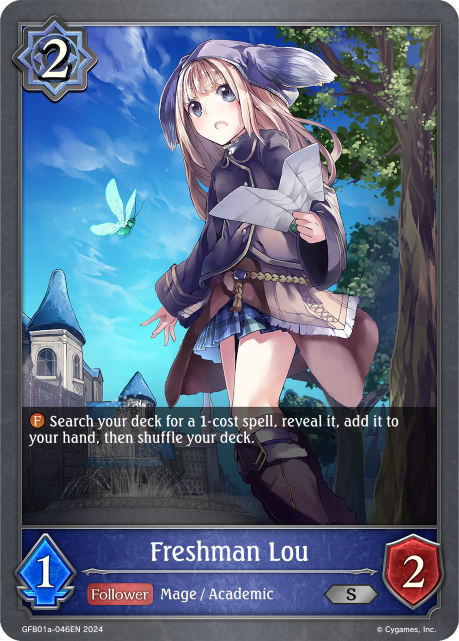 2
F Search your deck for a 1-cost spell, reveal it, add it to
your hand, then shuffle your deck.
Freshman Lou
1
Follower Mage / Academic
S
2
GFB01a-046EN 2024
© Cygames, Inc.